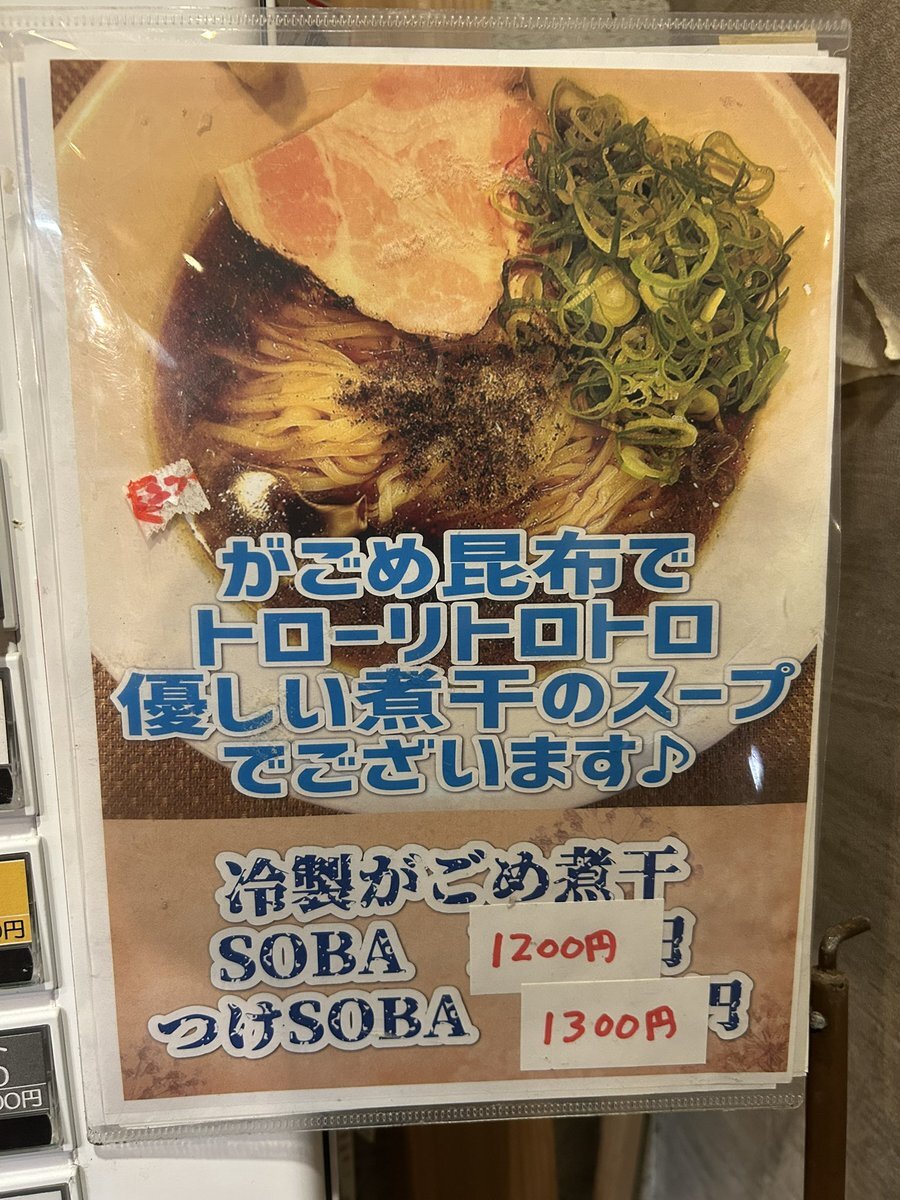 がごめ昆布で
トローリトロトロ
優しい煮干のスープ
でございます♪
冷製がごめ煮干
SOBA 1200円
つけSOBA 1300円